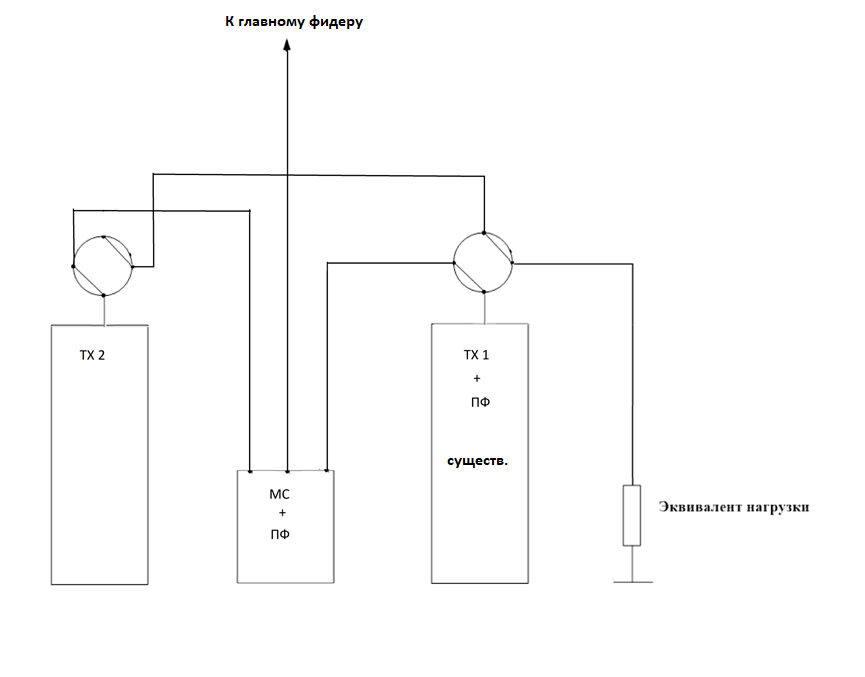 К главному фидеру
TX 2
TX 1
+
ПФ
существ.
МС
+
ПФ
Эквивалент нагрузки